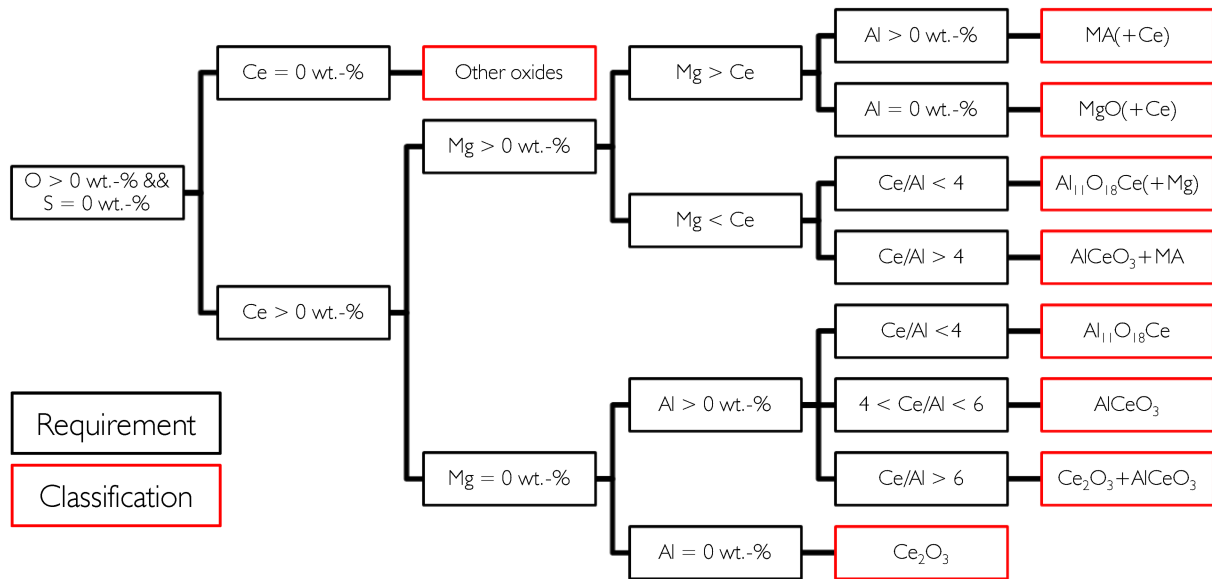 O > 0 wt.-% &&
S = 0 wt.-%
Ce = 0 wt.-%
Other oxides
Ce > 0 wt.-%
Mg > 0 wt.-%
Mg > Ce
Al > 0 wt.-%
MA(+Ce)
Al = 0 wt.-%
MgO(+Ce)
Mg < Ce
Ce/Al < 4
Al₁₁O₁₈Ce(+Mg)
Ce/Al > 4
AlCeO₃+MA
Mg = 0 wt.-%
Al > 0 wt.-%
Ce/Al <4
Al₁₁O₁₈Ce
4 < Ce/Al < 6
AlCeO₃
Ce/Al > 6
Ce₂O₃+AlCeO₃
Al = 0 wt.-%
Ce₂O₃
Requirement
Classification